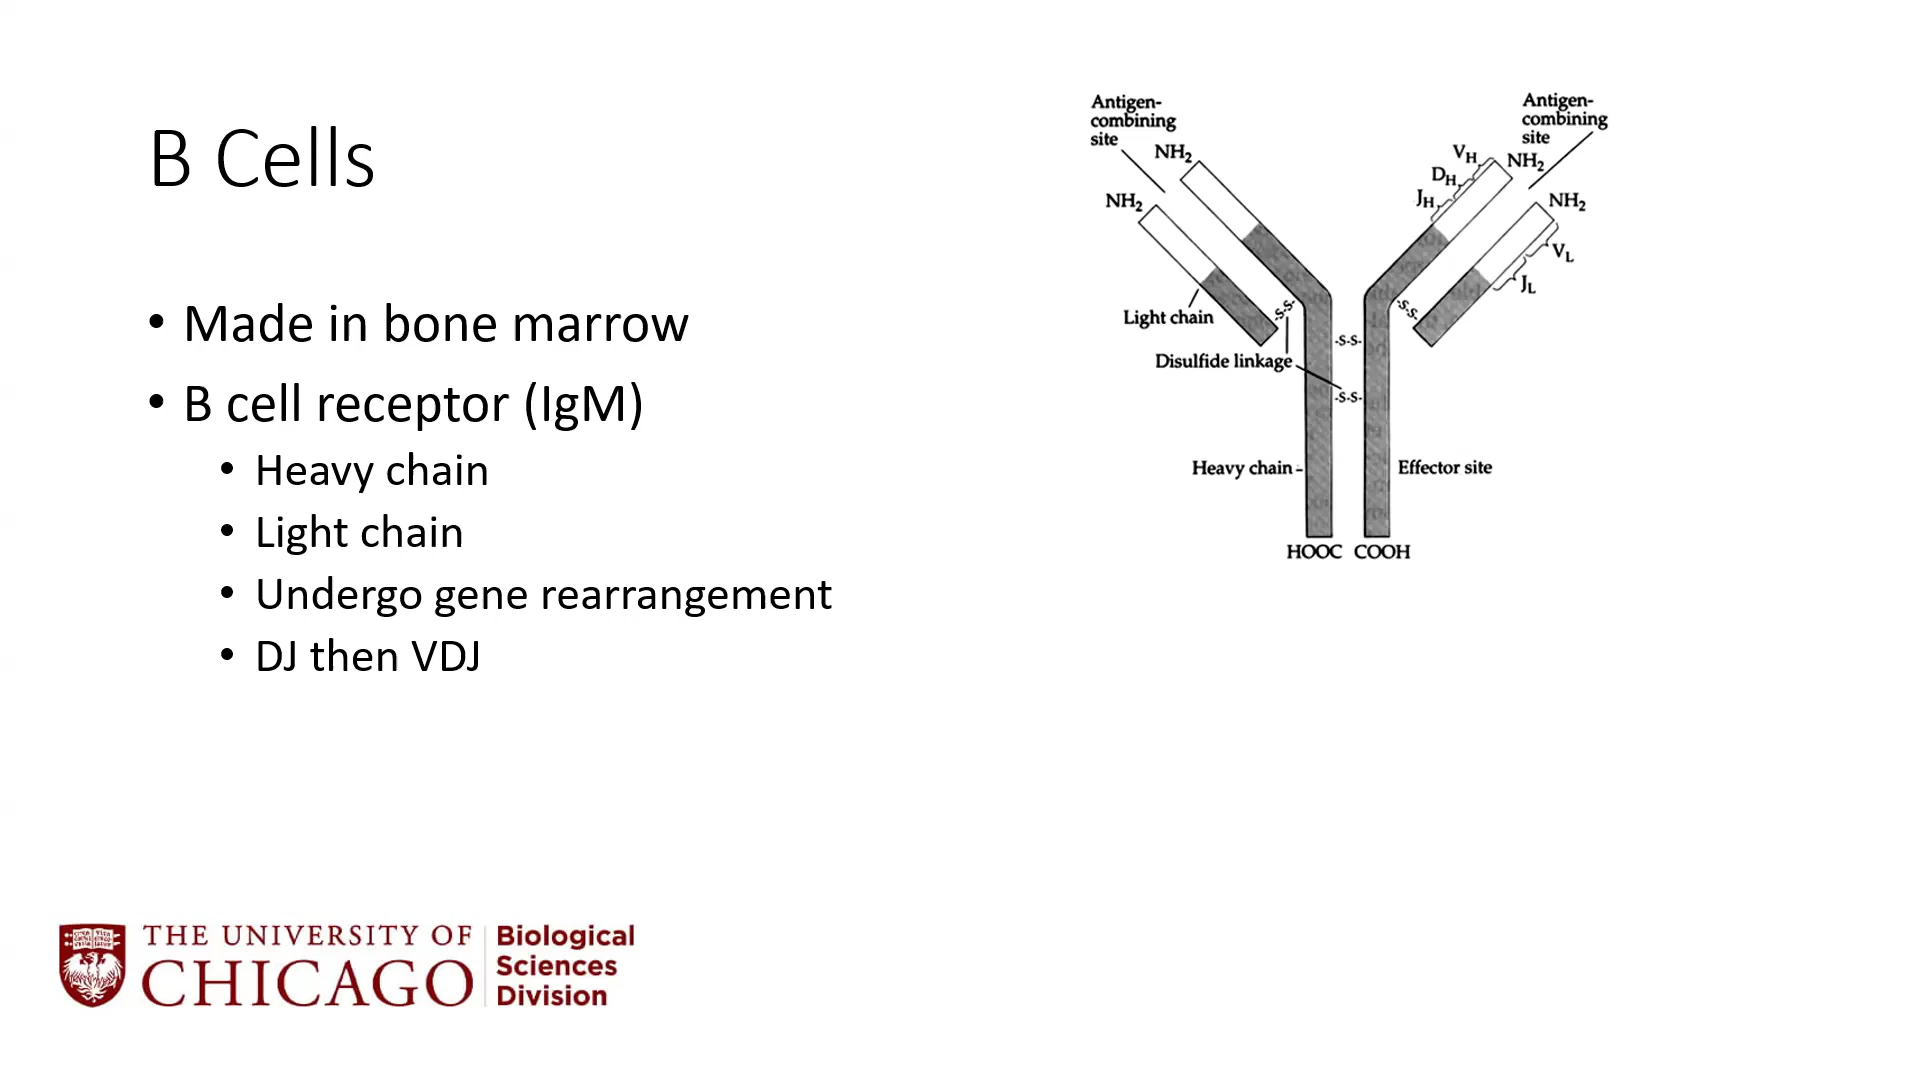 B Cells
• Made in bone marrow
• B cell receptor (IgM)
• Heavy chain
• Light chain
• Undergo gene rearrangement
• DJ then VDJ
Antigen-
combining
site
NH2
NH2
Light chain
Disulfide linkage
Heavy chain
HOOC COOH
Antigen-
combining
site
VH
DH
JH
NH2
NH2
VL
JL
-S-S-
-S-S-
-S-S-
-S-S-
Effector site
THE UNIVERSITY OF
CHICAGO
Biological
Sciences
Division